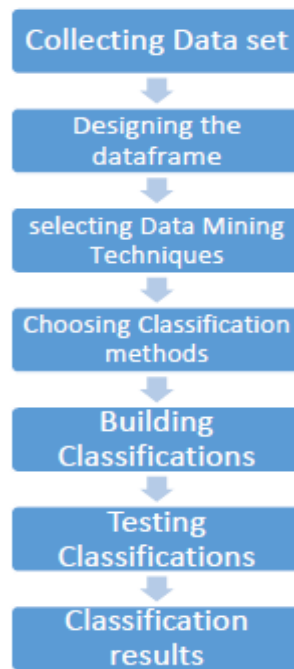 Collecting Data set
Designing the
dataframe
selecting Data Mining
Techniques
Choosing Classification
methods
Building
Classifications
Testing
Classifications
Classification
results